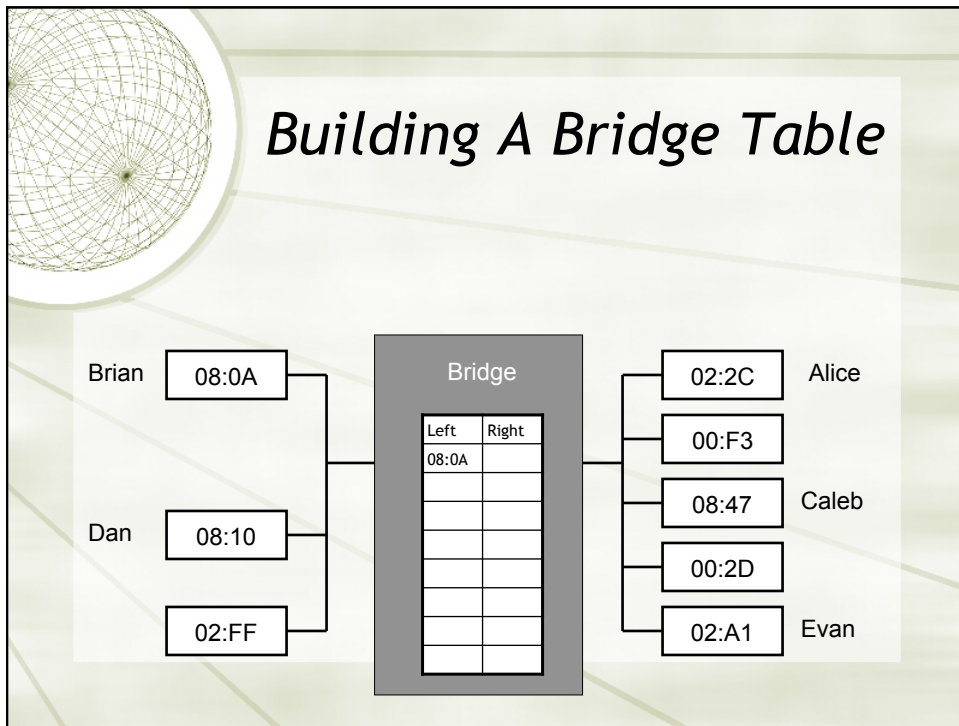 Building A Bridge Table
Brian 08:0A
Dan 08:10
02:FF
Bridge
Left Right
08:0A
02:2C Alice
00:F3
08:47 Caleb
00:2D
02:A1 Evan